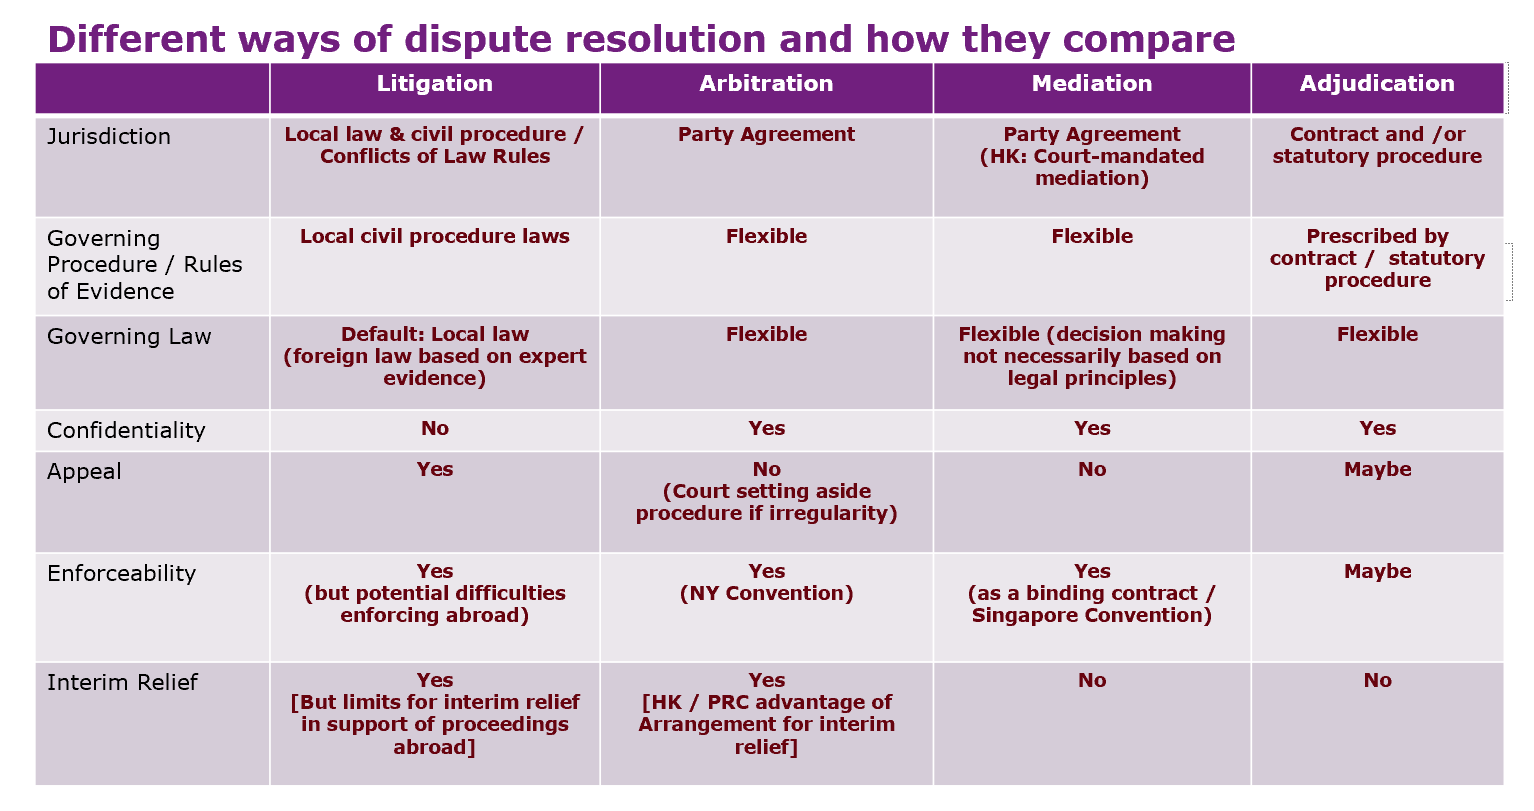 Different ways of dispute resolution and how they compare
Litigation
Arbitration
Mediation
Adjudication
Jurisdiction
Local law & civil procedure /
Conflicts of Law Rules
Party Agreement
Party Agreement
(HK: Court-mandated
mediation)
Contract and /or
statutory procedure
Governing
Procedure / Rules
of Evidence
Local civil procedure laws
Flexible
Flexible
Prescribed by
contract /  statutory
procedure
Governing Law
Default: Local law
(foreign law based on expert
evidence)
Flexible
Flexible (decision making
not necessarily based on
legal principles)
Flexible
Confidentiality
No
Yes
Yes
Yes
Appeal
Yes
No
(Court setting aside
procedure if irregularity)
No
Maybe
Enforceability
Yes
(but potential difficulties
enforcing abroad)
Yes
(NY Convention)
Yes
(as a binding contract /
Singapore Convention)
Maybe
Interim Relief
Yes
[But limits for interim relief
in support of proceedings
abroad]
Yes
[HK / PRC advantage of
Arrangement for interim
relief]
No
No